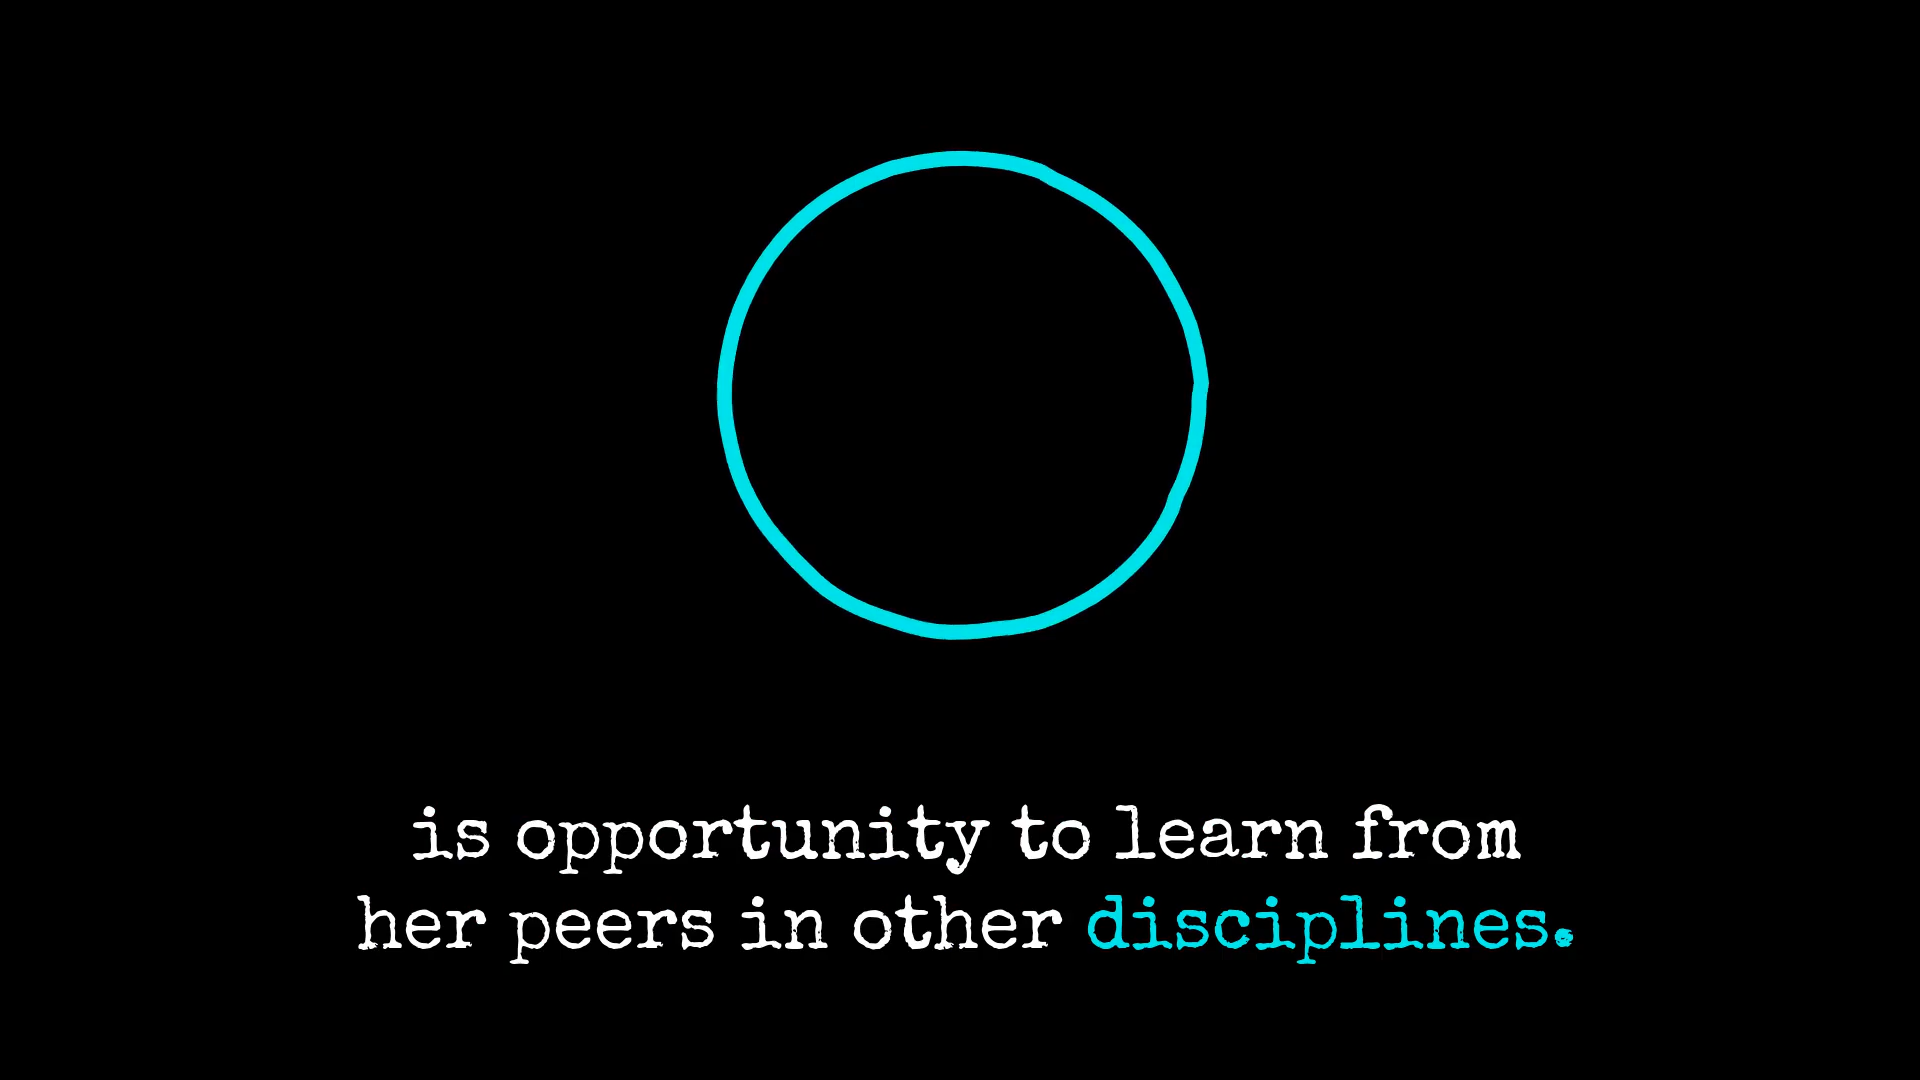 is opportunity to learn from
her peers in other disciplines.